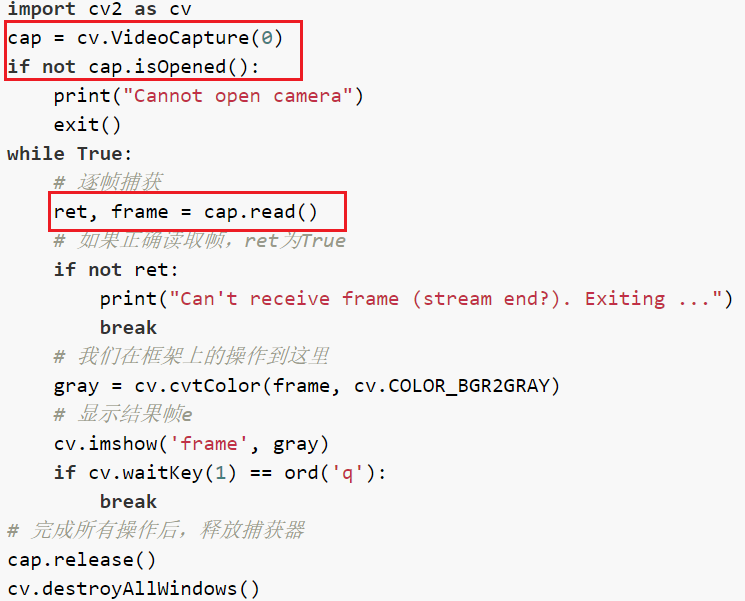 import cv2 as cv
cap = cv.VideoCapture(0)
if not cap.isOpened():
    print("Cannot open camera")
    exit()
while True:
    # 逐帧捕获
    ret, frame = cap.read()
    # 如果正确读取帧，ret为True
    if not ret:
        print("Can't receive frame (stream end?). Exiting ...")
        break
    # 我们在框架上的操作到这里
    gray = cv.cvtColor(frame, cv.COLOR_BGR2GRAY)
    # 显示结果帧e
    cv.imshow('frame', gray)
    if cv.waitKey(1) == ord('q'):
        break
# 完成所有操作后，释放捕获器
cap.release()
cv.destroyAllWindows()